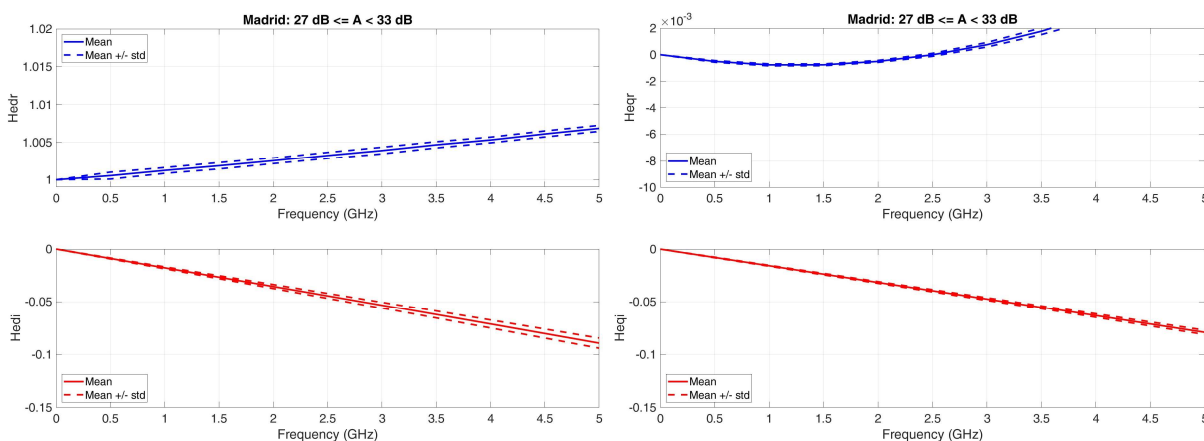 Madrid: 27 dB <= A < 33 dB
1.02
1.015
1.01
1.005
1
Hedr
Mean
Mean +/- std
0 0.5 1 1.5 2 2.5 3 3.5 4 4.5 5
Frequency (GHz)
×10⁻³
Madrid: 27 dB <= A < 33 dB
2
0
-2
-4
-6
-8
-10
Heqr
Mean
Mean +/- std
0 0.5 1 1.5 2 2.5 3 3.5 4 4.5 5
Frequency (GHz)
0
-0.05
-0.1
-0.15
Hedi
Mean
Mean +/- std
0 0.5 1 1.5 2 2.5 3 3.5 4 4.5 5
Frequency (GHz)
0
-0.05
-0.1
-0.15
Heqi
Mean
Mean +/- std
0 0.5 1 1.5 2 2.5 3 3.5 4 4.5 5
Frequency (GHz)